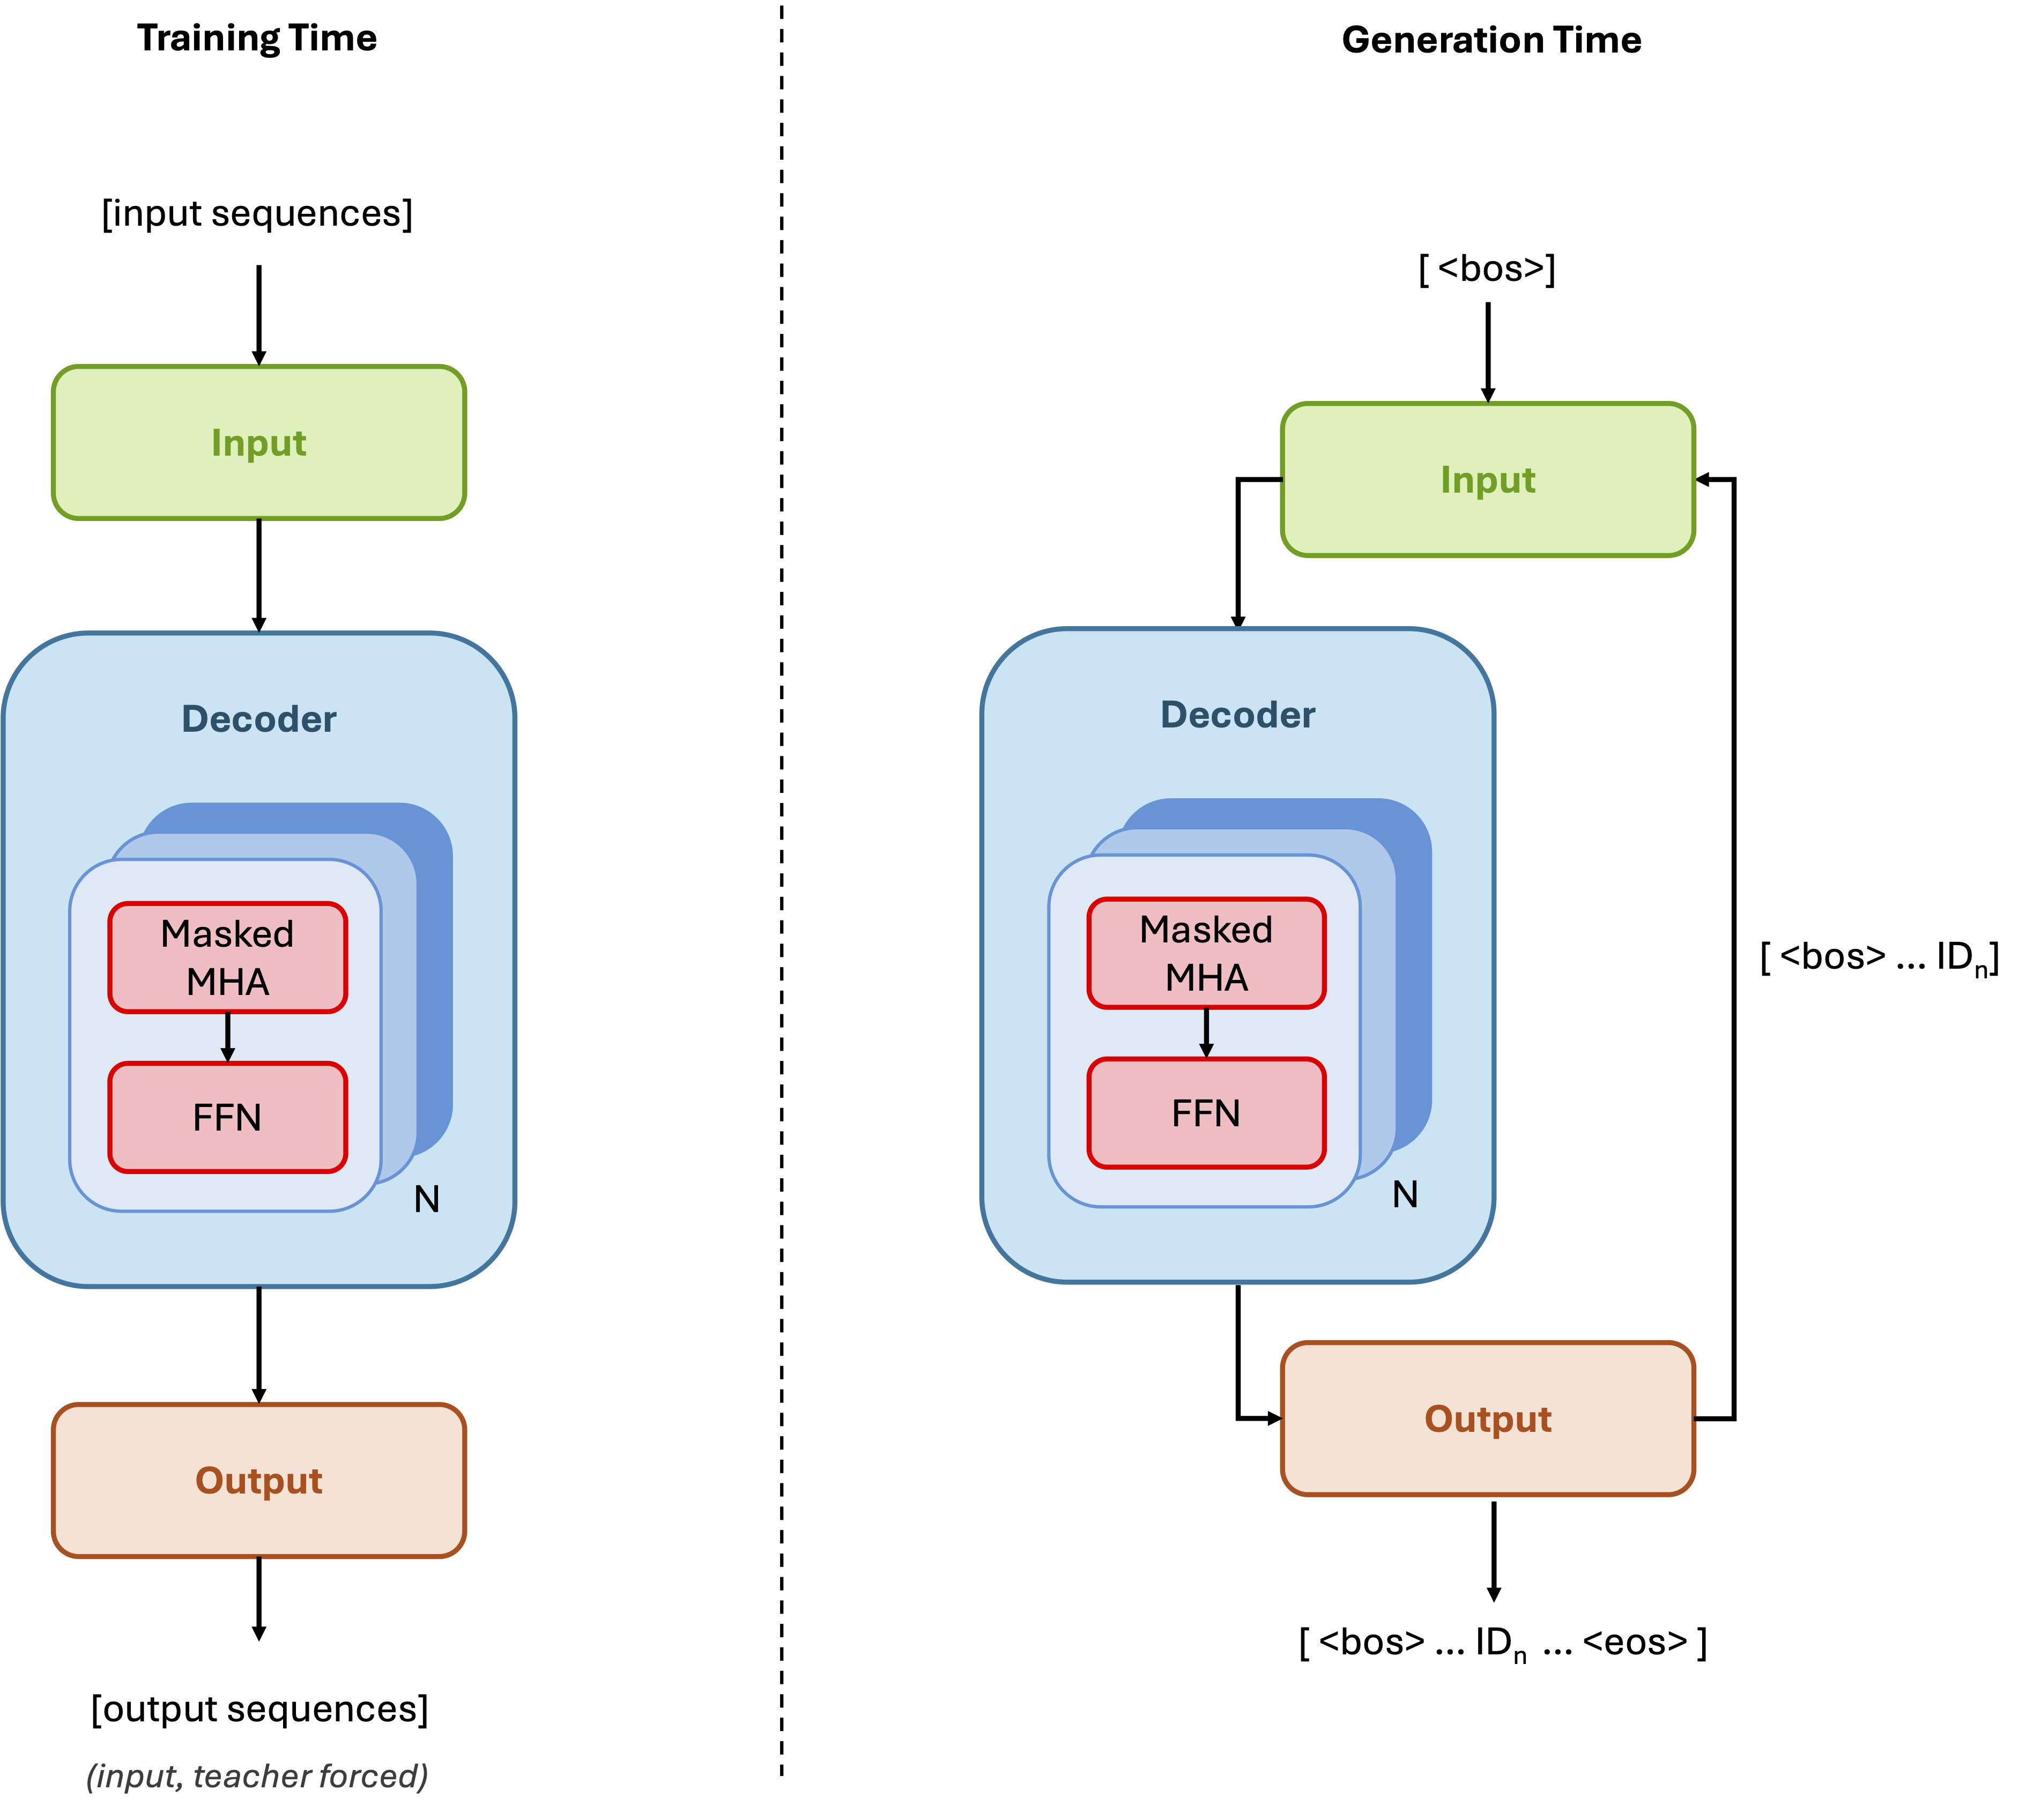 Training Time
[input sequences]
Input
Decoder
Masked
MHA
FFN
N
Output
[output sequences]
(input, teacher forced)
Generation Time
[ <bos>]
Input
Decoder
Masked
MHA
FFN
N
[ <bos> ... IDn]
Output
[ <bos> ... IDn ... <eos> ]